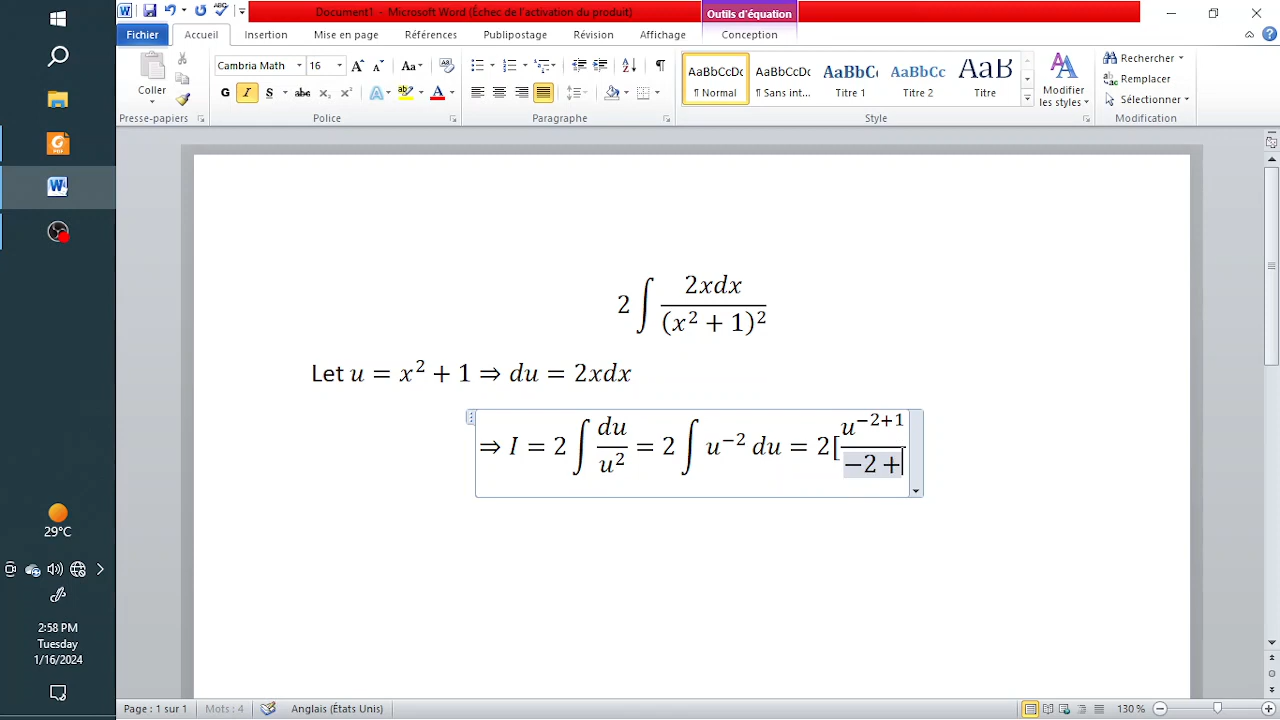 Document1 - Microsoft Word (Échec de l'activation du produit)
Outils d'équation
Fichier Accueil Insertion Mise en page Références Publipostage Révision Affichage Conception
Coller
Cambria Math 16
G I S abc x₂ x² A A
Presse-papiers Police Paragraphe
AaBbCcDc AaBbCcDc AaBbC( AaBbCc AaB
¶ Normal ¶ Sans int... Titre 1 Titre 2 Titre
Modifier les styles
Style
Rechercher
Remplacer
Sélectionner
Modification
2∫ 2xdx/(x² + 1)²
Let u = x² + 1 ⇒ du = 2xdx
⇒ I = 2∫ du/u² = 2∫ u⁻² du = 2[u⁻²⁺¹/−2 +
29°C
2:58 PM
Tuesday
1/16/2024
Page : 1 sur 1 Mots : 4 Anglais (États Unis) 130 %